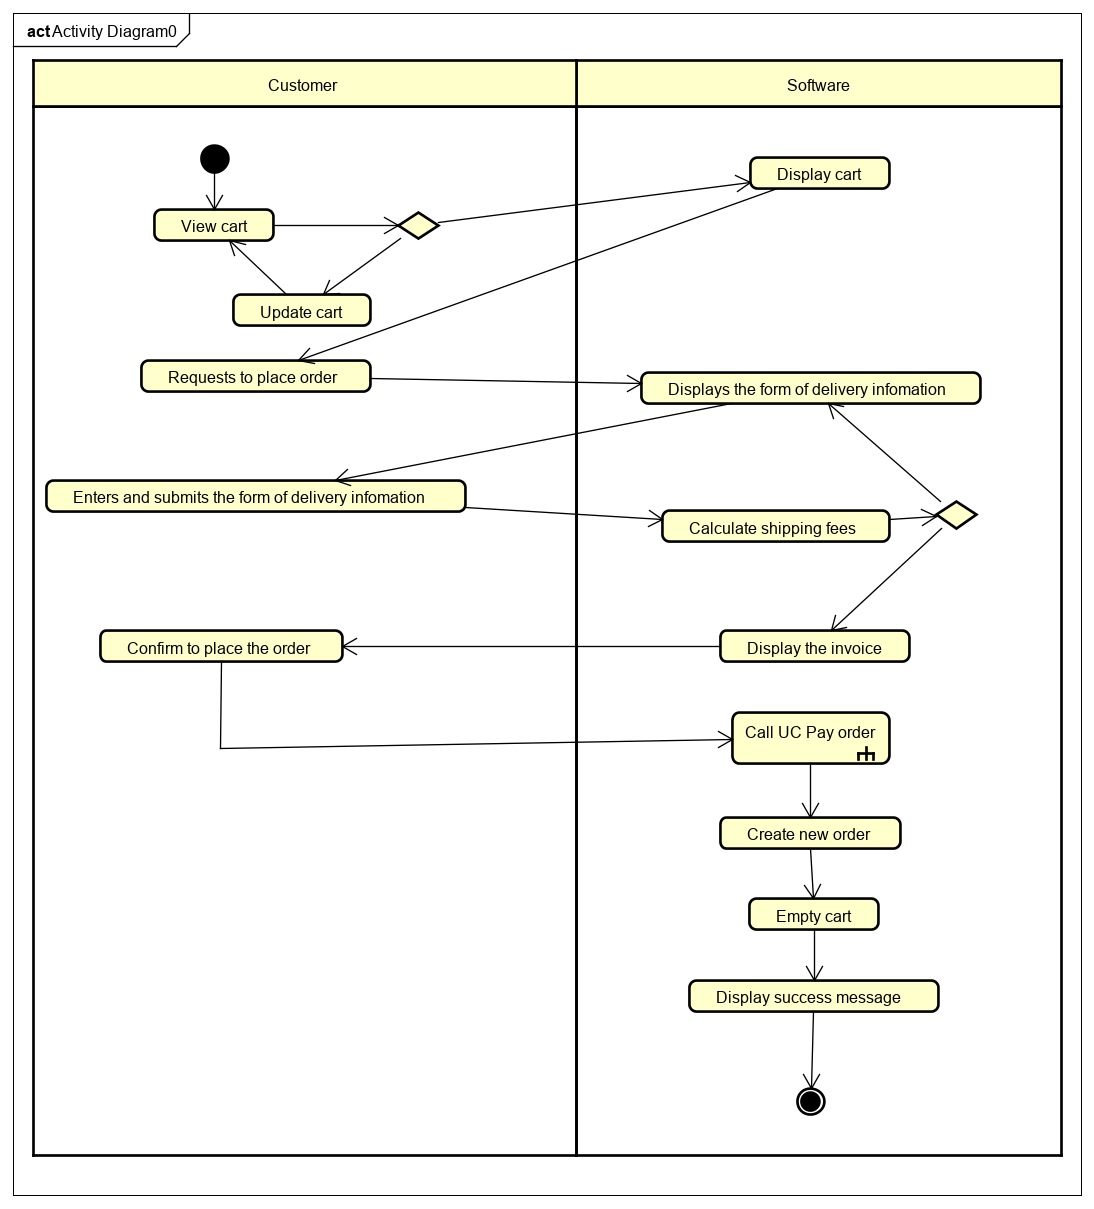 act Activity Diagram0
Customer
Software
View cart
Display cart
Update cart
Requests to place order
Displays the form of delivery infomation
Enters and submits the form of delivery infomation
Calculate shipping fees
Confirm to place the order
Display the invoice
Call UC Pay order
Create new order
Empty cart
Display success message